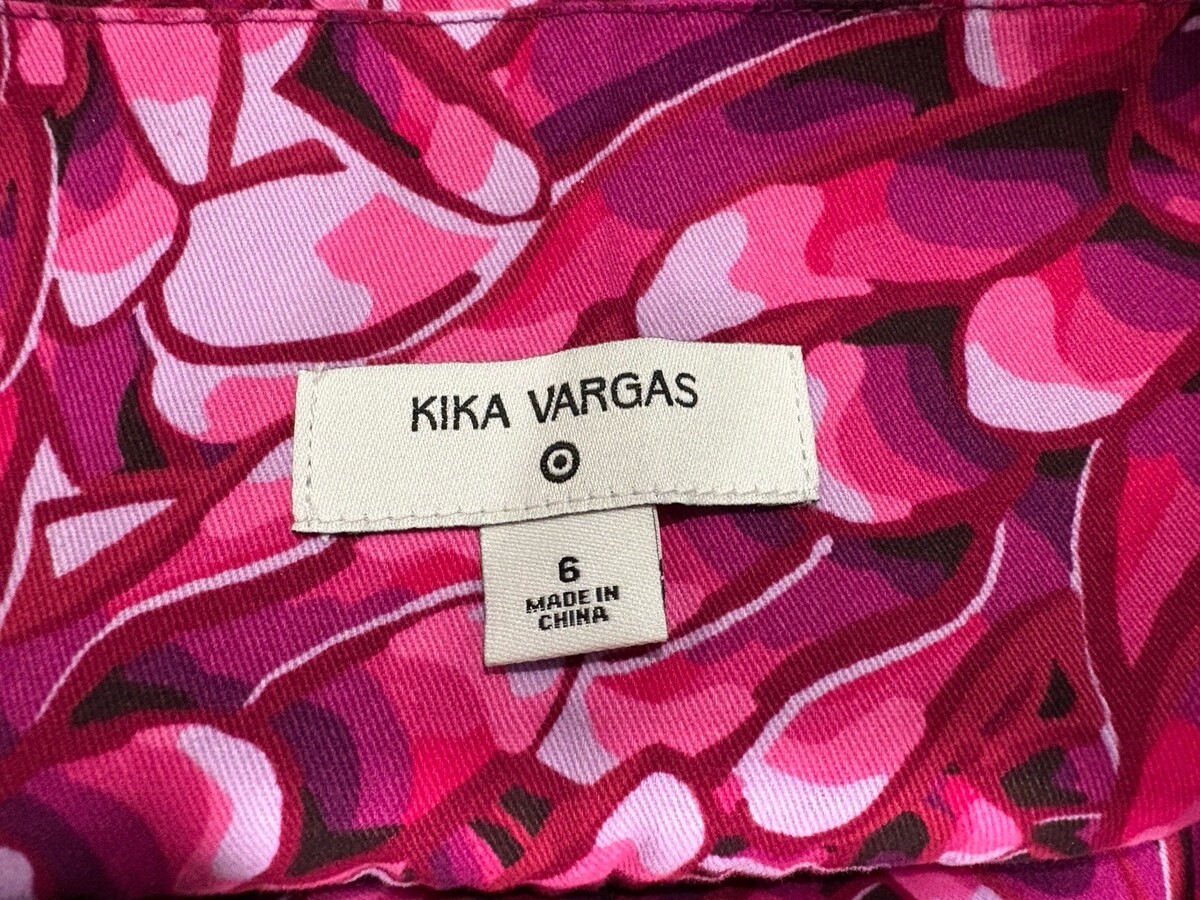 KIKA VARGAS
6
MADE IN
CHINA